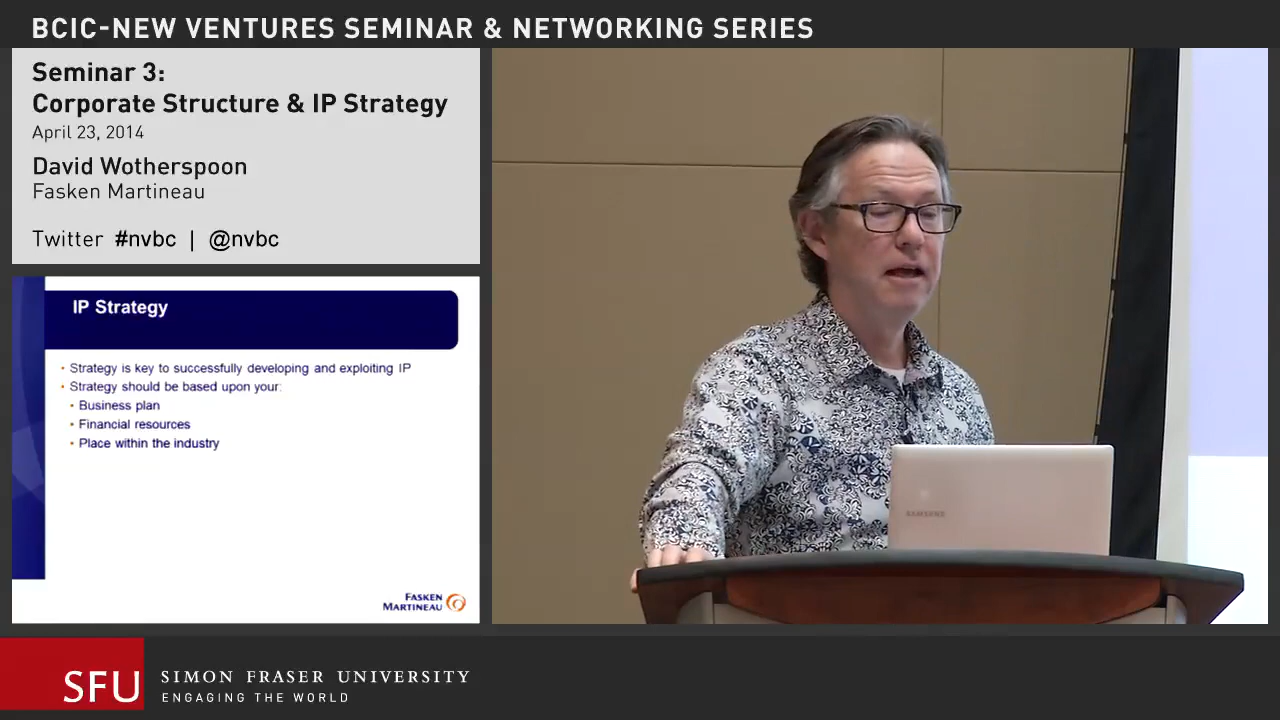 BCIC-NEW VENTURES SEMINAR & NETWORKING SERIES
Seminar 3:
Corporate Structure & IP Strategy
April 23, 2014
David Wotherspoon
Fasken Martineau
Twitter #nvbc | @nvbc
IP Strategy
• Strategy is key to successfully developing and exploiting IP
• Strategy should be based upon your:
• Business plan
• Financial resources
• Place within the industry
FASKEN
MARTINEAU
SAMSUNG
SFU
SIMON FRASER UNIVERSITY
ENGAGING THE WORLD